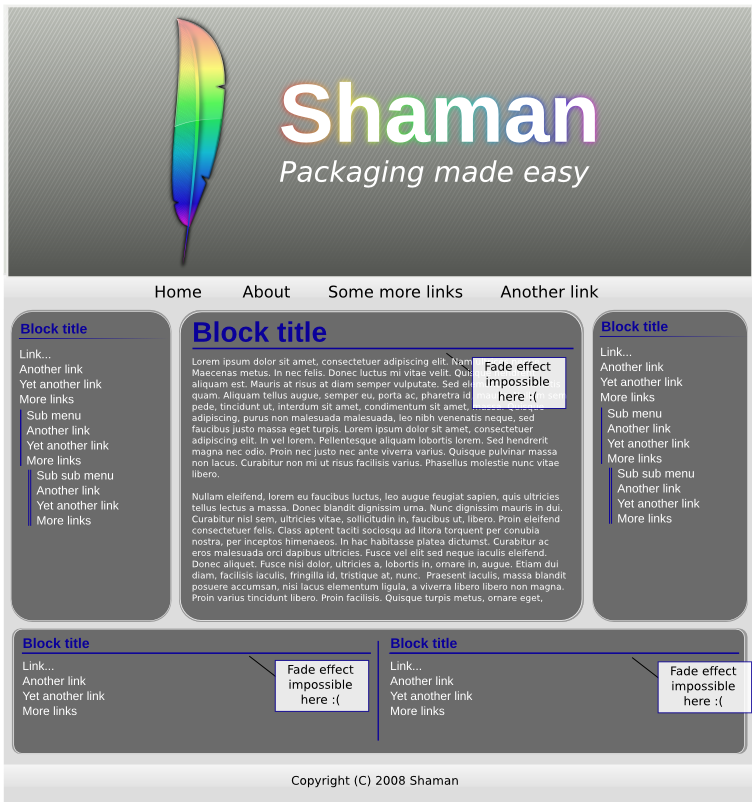 Shaman
Packaging made easy
Home About Some more links Another link
Block title
Link...
Another link
Yet another link
More links
Sub menu
Another link
Yet another link
More links
Sub sub menu
Another link
Yet another link
More links
Block title
Lorem ipsum dolor sit amet, consectetuer adipiscing elit. Nam
Maecenas metus. In nec felis. Donec luctus mi vitae velit.
aliquam est. Mauris at risus at diam semper vulputate. Sed
quam. Aliquam tellus augue, semper eu, porta ac, pharetra id, sem
pede, tincidunt ut, interdum sit amet, condimentum sit amet,
adipiscing, purus non malesuada malesuada, leo nibh venenatis neque, sed
faucibus justo massa eget turpis. Lorem ipsum dolor sit amet, consectetuer
adipiscing elit. In vel lorem. Pellentesque aliquam lobortis lorem. Sed hendrerit
magna nec odio. Proin nec justo nec ante viverra varius. Quisque pulvinar massa
non lacus. Curabitur non mi ut risus facilisis varius. Phasellus molestie nunc vitae
libero.
Nullam eleifend, lorem eu faucibus luctus, leo augue feugiat sapien, quis ultricies
tellus lectus a massa. Donec blandit dignissim urna. Nunc dignissim mauris in dui.
Curabitur nisl sem, ultricies vitae, sollicitudin in, faucibus ut, libero. Proin eleifend
consectetuer felis. Class aptent taciti sociosqu ad litora torquent per conubia
nostra, per inceptos himenaeos. In hac habitasse platea dictumst. Curabitur ac
eros malesuada orci dapibus ultricies. Fusce vel elit sed neque iaculis eleifend.
Donec aliquet. Fusce nisi dolor, ultricies a, lobortis in, ornare in, augue. Etiam dui
diam, facilisis iaculis, fringilla id, tristique at, nunc. Praesent iaculis, massa blandit
posuere accumsan, nisi lacus elementum ligula, a viverra libero libero non magna.
Proin varius tincidunt libero. Proin facilisis. Quisque turpis metus, ornare eget,
Fade effect
impossible
here :(
Block title
Link...
Another link
Yet another link
More links
Sub menu
Another link
Yet another link
More links
Sub sub menu
Another link
Yet another link
More links
Block title
Link...
Another link
Yet another link
More links
Fade effect
impossible
here :(
Block title
Link...
Another link
Yet another link
More links
Fade effect
impossible
here :(
Copyright (C) 2008 Shaman